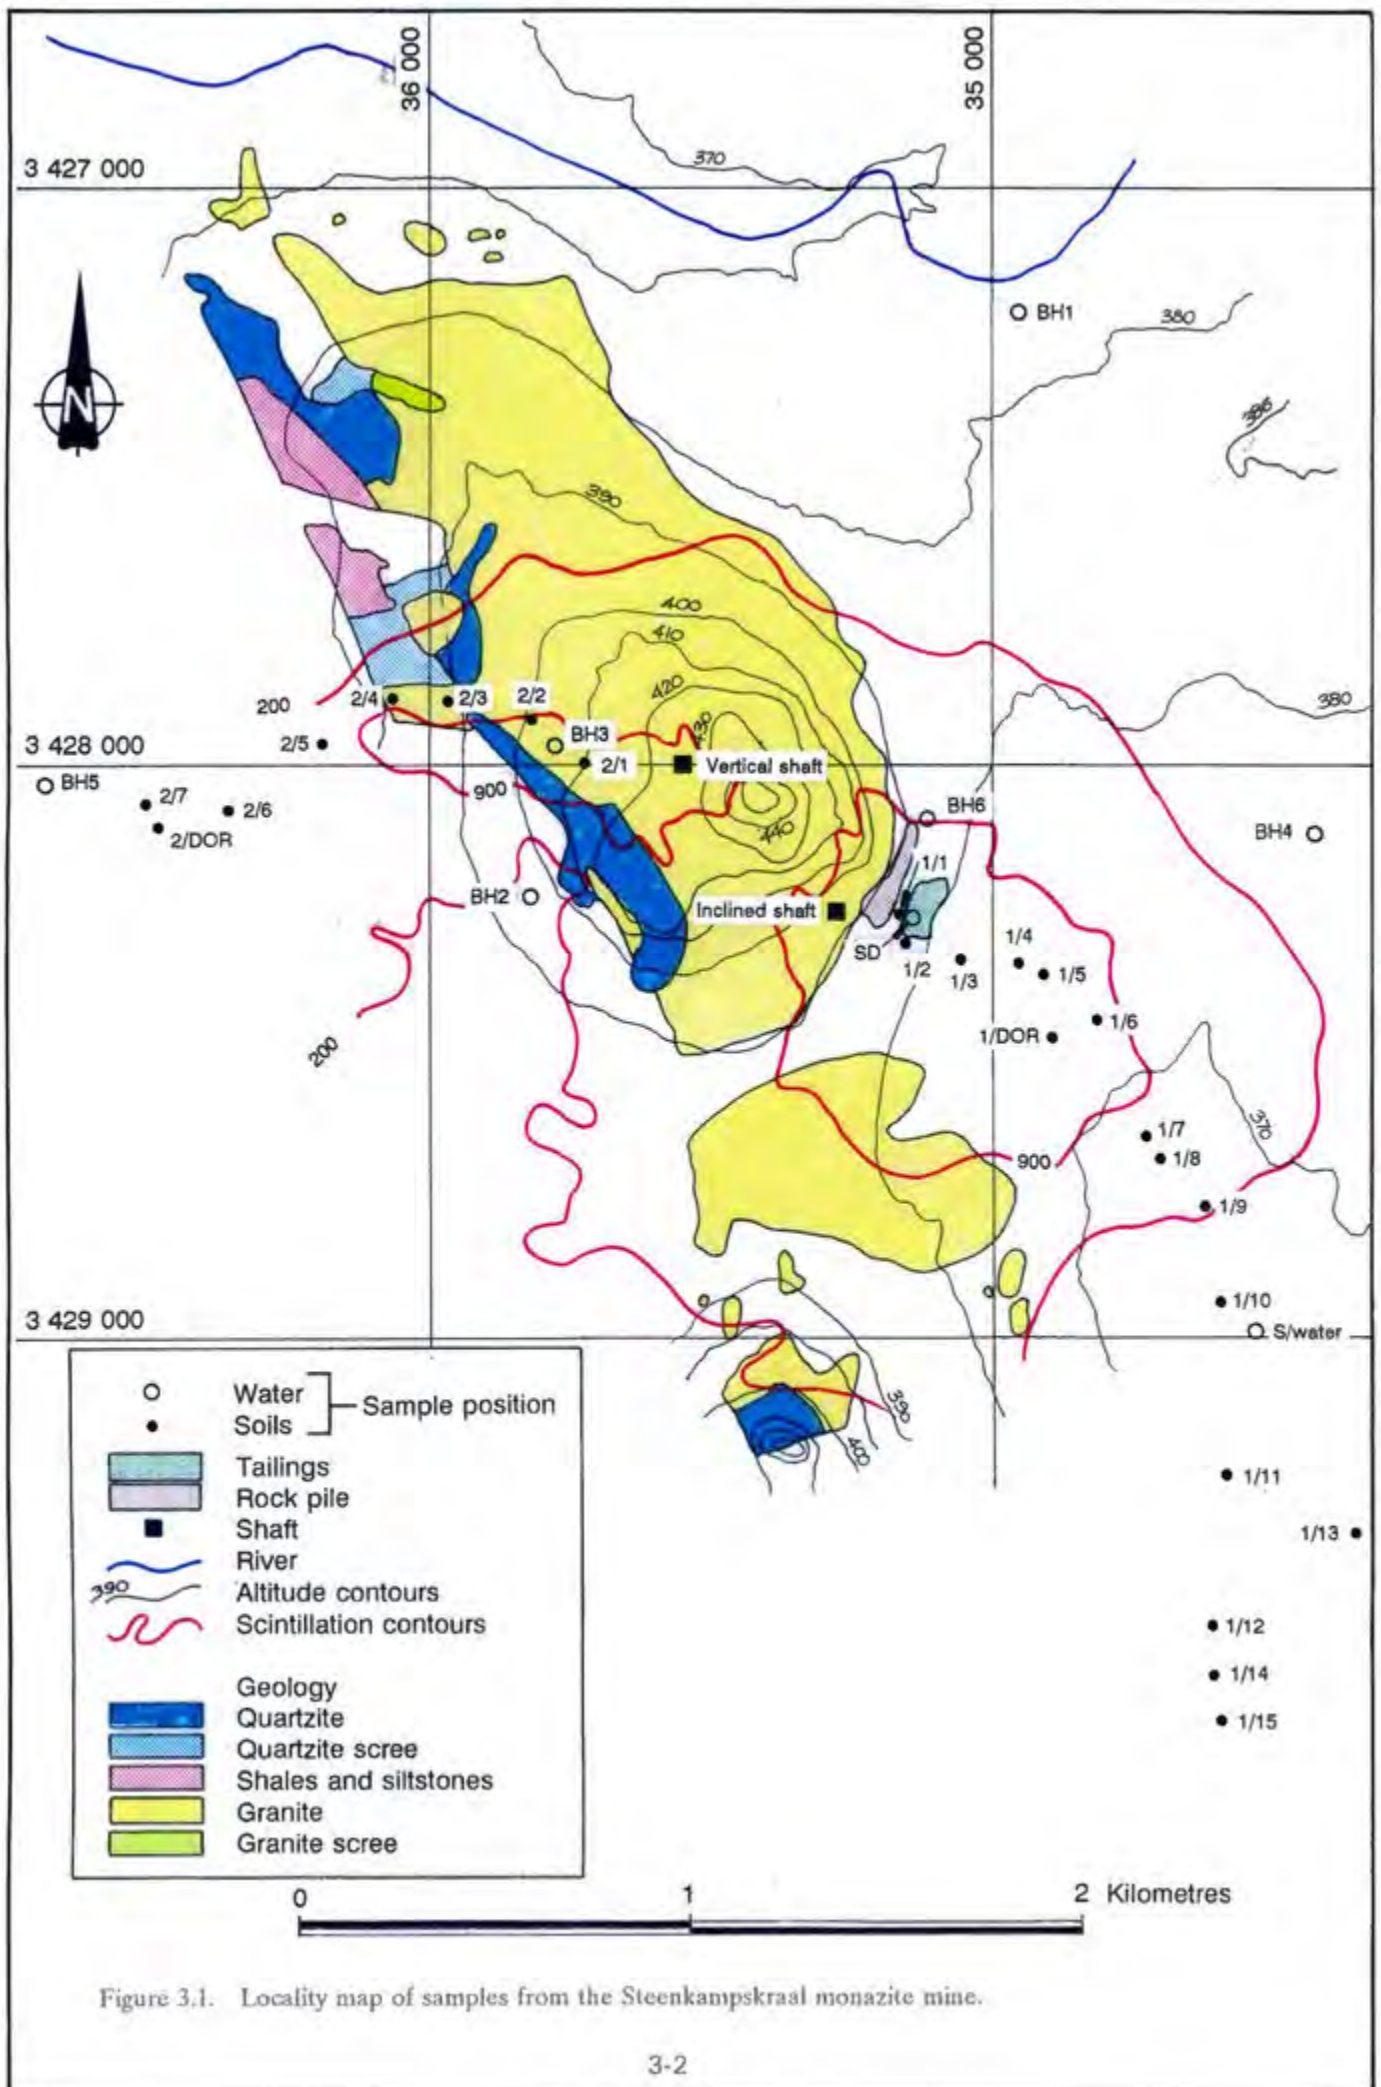 36 000
35 000
3 427 000
370
BH1
380
N
386
390
400
410
420
430
380
200
2/4
2/3
2/2
BH3
3 428 000
2/5
2/1
Vertical shaft
BH5
900
BH6
2/7
2/6
BH4
2/DOR
440
1/1
BH2
Inclined shaft
SD
1/4
1/2
1/3
1/5
1/6
1/DOR
200
370
1/7
900
1/8
1/9
1/10
3 429 000
S/water
Water
Sample position
Soils
390
400
Tailings
1/11
Rock pile
Shaft
1/13
River
390
Altitude contours
Scintillation contours
1/12
1/14
Geology
Quartzite
1/15
Quartzite scree
Shales and siltstones
Granite
Granite scree
0 1 2 Kilometres
Figure 3.1. Locality map of samples from the Steenkampskraal monazite mine.
3-2